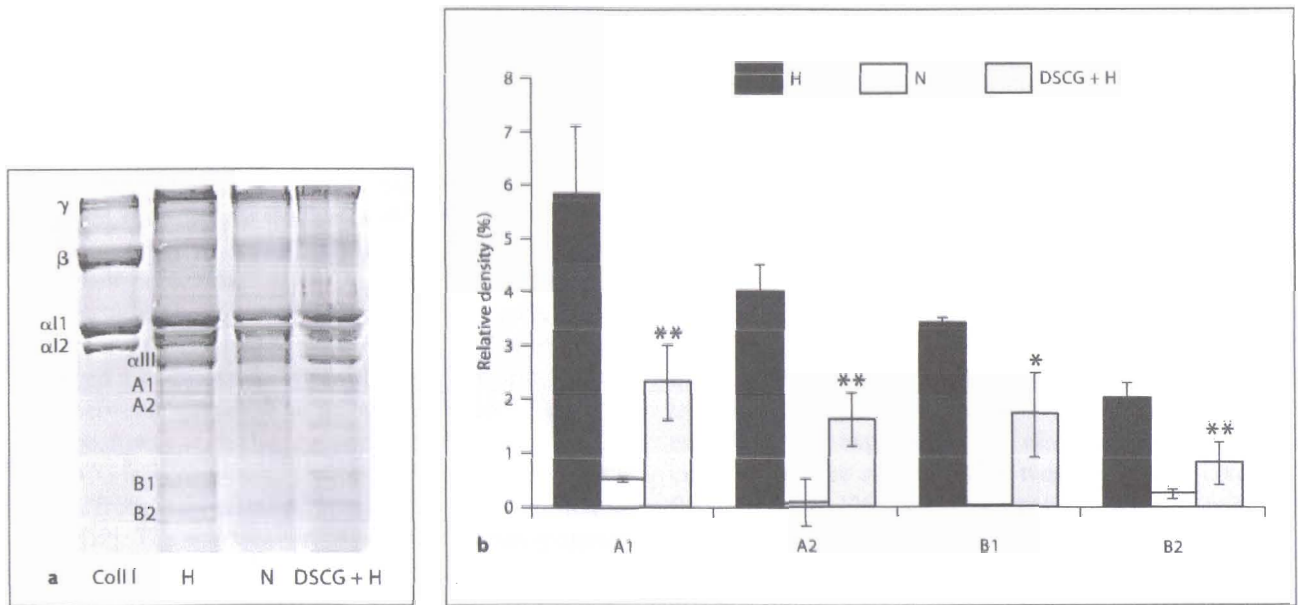 γ
β
αI1
αI2
αIII
A1
A2
B1
B2
a Coll I H N DSCG + H
H N DSCG + H
Relative density (%)
8
7
6
5
4
3
2
1
0
**
**
*
**
b A1 A2 B1 B2